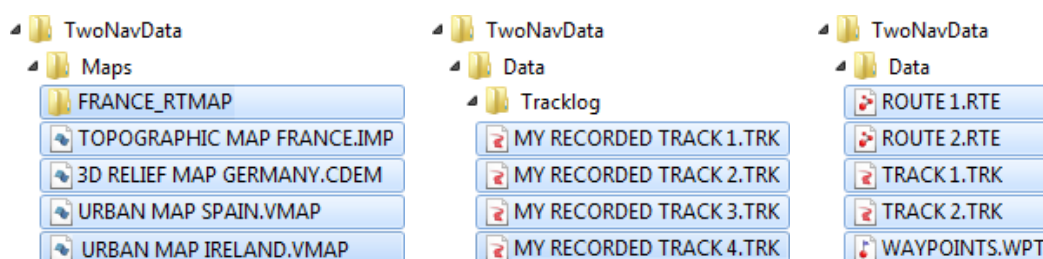 TwoNavData
Maps
FRANCE_RTMAP
TOPOGRAPHIC MAP FRANCE.IMP
3D RELIEF MAP GERMANY.CDEM
URBAN MAP SPAIN.VMAP
URBAN MAP IRELAND.VMAP
TwoNavData
Data
Tracklog
MY RECORDED TRACK 1.TRK
MY RECORDED TRACK 2.TRK
MY RECORDED TRACK 3.TRK
MY RECORDED TRACK 4.TRK
TwoNavData
Data
ROUTE 1.RTE
ROUTE 2.RTE
TRACK 1.TRK
TRACK 2.TRK
WAYPOINTS.WPT